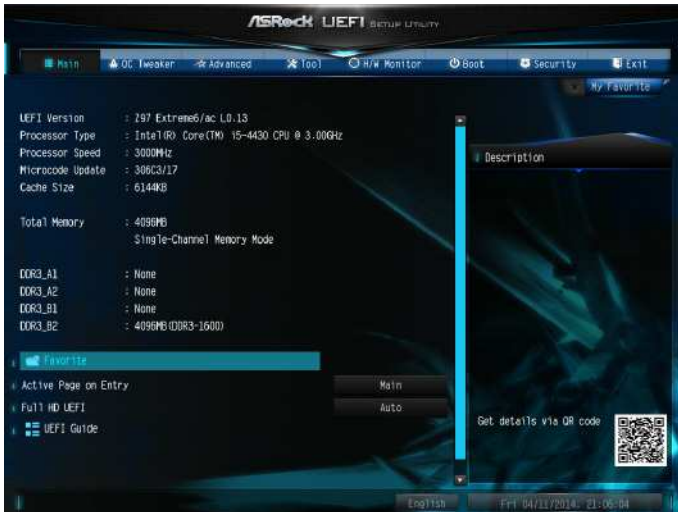 ASRock UEFI SETUP UTILITY
Main OC Tweaker Advanced Tool H/W Monitor Boot Security Exit
My Favorite
UEFI Version : Z97 Extreme6/ac L0.13
Processor Type : Intel(R) Core(TM) i5-4430 CPU @ 3.00GHz
Processor Speed : 3000MHz
Microcode Update : 306C3/17
Cache Size : 6144KB
Total Memory : 4096MB
Single-Channel Memory Mode
DDR3_A1 : None
DDR3_A2 : None
DDR3_B1 : None
DDR3_B2 : 4096MB(DDR3-1600)
Favorite
Active Page on Entry Main
Full HD UEFI Auto
UEFI Guide
Description
Get details via QR code
English Fri 04/11/2014, 21:06:04